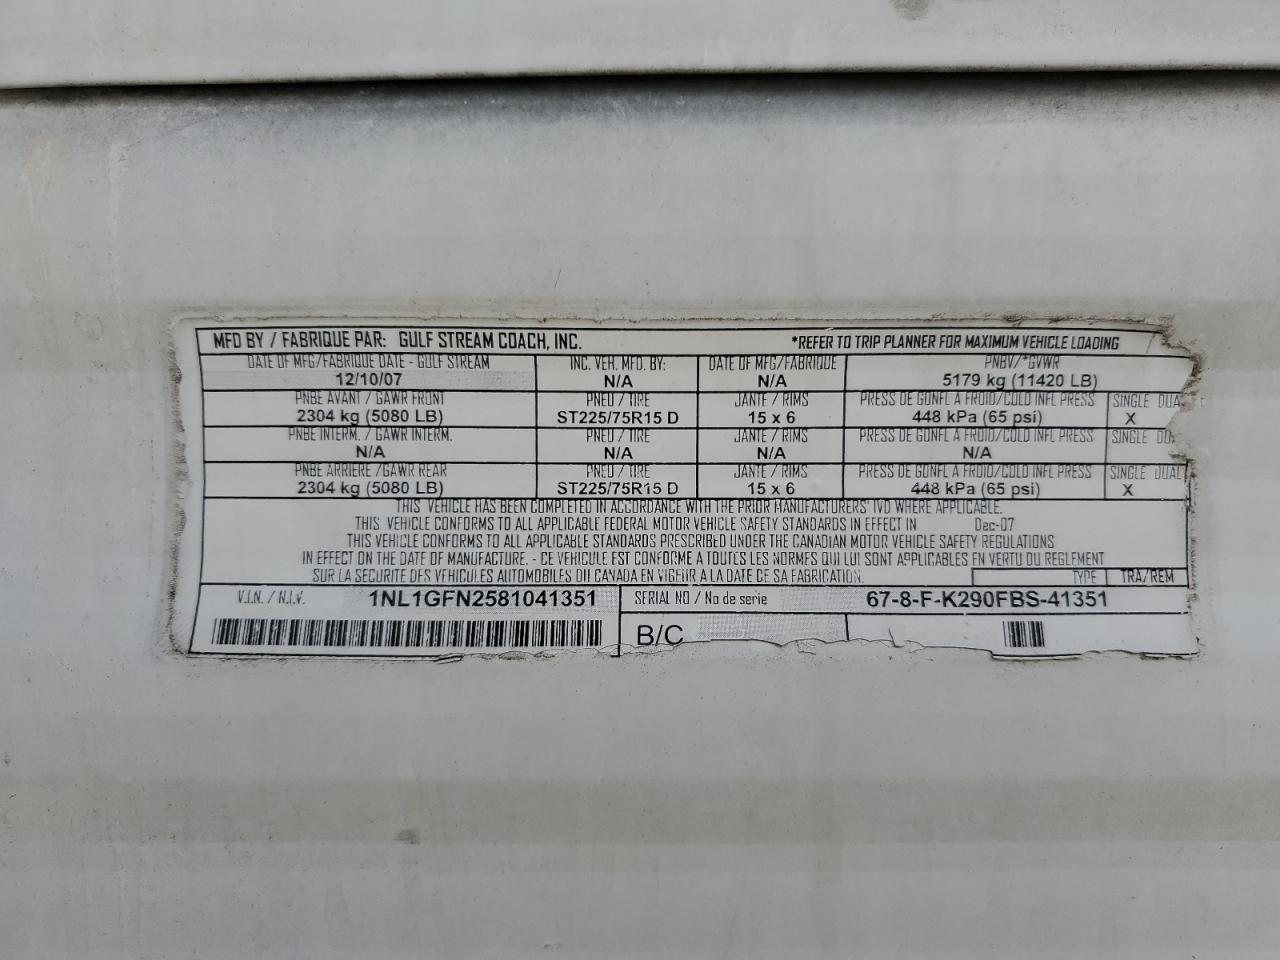 MFD BY / FABRIQUE PAR: GULF STREAM COACH, INC. *REFER TO TRIP PLANNER FOR MAXIMUM VEHICLE LOADING
DATE OF MFG/FABRIQUE DATE - GULF STREAM INC. VEH. MFD. BY: DATE OF MFG/FABRIQUE PNBV/*GVWR
12/10/07 N/A N/A 5179 kg (11420 LB)
PNBE AVANT / GAWR FRONT PNEU / TIRE JANTE / RIMS PRESS DE GONFL A FROID/COLD INFL PRESS SINGLE DUA
2304 kg (5080 LB) ST225/75R15 D 15 x 6 448 kPa (65 psi) X
PNBE INTERM. / GAWR INTERM. PNEU / TIRE JANTE / RIMS PRESS DE GONFL A FROID/COLD INFL PRESS SINGLE DU
N/A N/A N/A N/A
PNBE ARRIERE /GAWR REAR PNEU / TIRE JANTE / RIMS PRESS DE GONFL A FROID/COLD INFL PRESS SINGLE DUAL
2304 kg (5080 LB) ST225/75R15 D 15 x 6 448 kPa (65 psi) X
THIS VEHICLE HAS BEEN COMPLETED IN ACCORDANCE WITH THE PRIOR MANUFACTURERS' IVD WHERE APPLICABLE.
THIS VEHICLE CONFORMS TO ALL APPLICABLE FEDERAL MOTOR VEHICLE SAFETY STANDARDS IN EFFECT IN Dec-07
THIS VEHICLE CONFORMS TO ALL APPLICABLE STANDARDS PRESCRIBED UNDER THE CANADIAN MOTOR VEHICLE SAFETY REGULATIONS
IN EFFECT ON THE DATE OF MANUFACTURE. - CE VEHICULE EST CONFORME A TOUTES LES NORMES QUI LUI SONT APPLICABLES EN VERTU DU REGLEMENT
SUR LA SECURITE DES VEHICULES AUTOMOBILES DU CANADA EN VIGEUR A LA DATE DE SA FABRICATION. TYPE TRA/REM
V.I.N. / N.I.V. 1NL1GFN2581041351 SERIAL NO / No de serie 67-8-F-K290FBS-41351
B/C